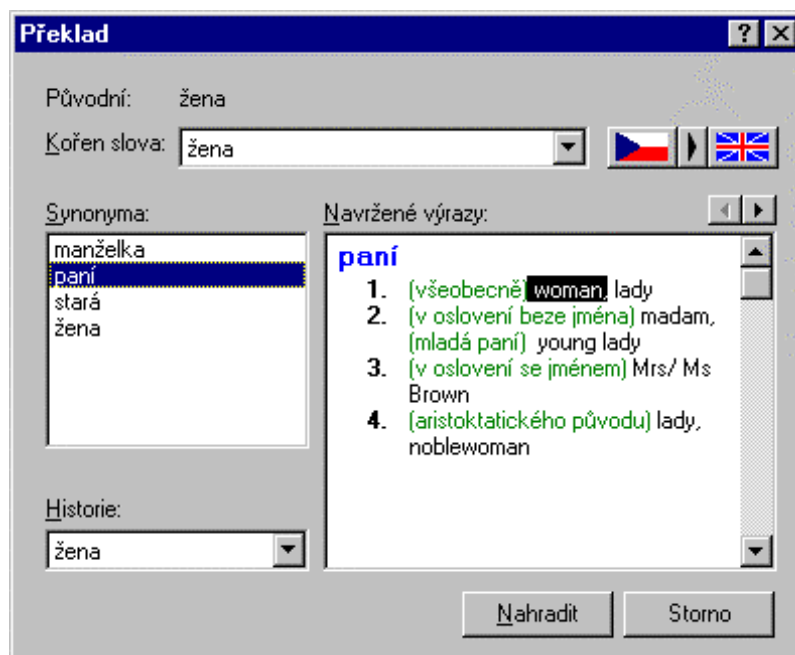 Překlad
Původní: žena
Kořen slova: žena
Synonyma:
manželka
paní
stará
žena
Historie:
žena
Navržené výrazy:
paní
1. (všeobecně) woman, lady
2. (v oslovení beze jména) madam,
(mladá paní) young lady
3. (v oslovení se jménem) Mrs/ Ms
Brown
4. (aristoktatického původu) lady,
noblewoman
Nahradit
Storno